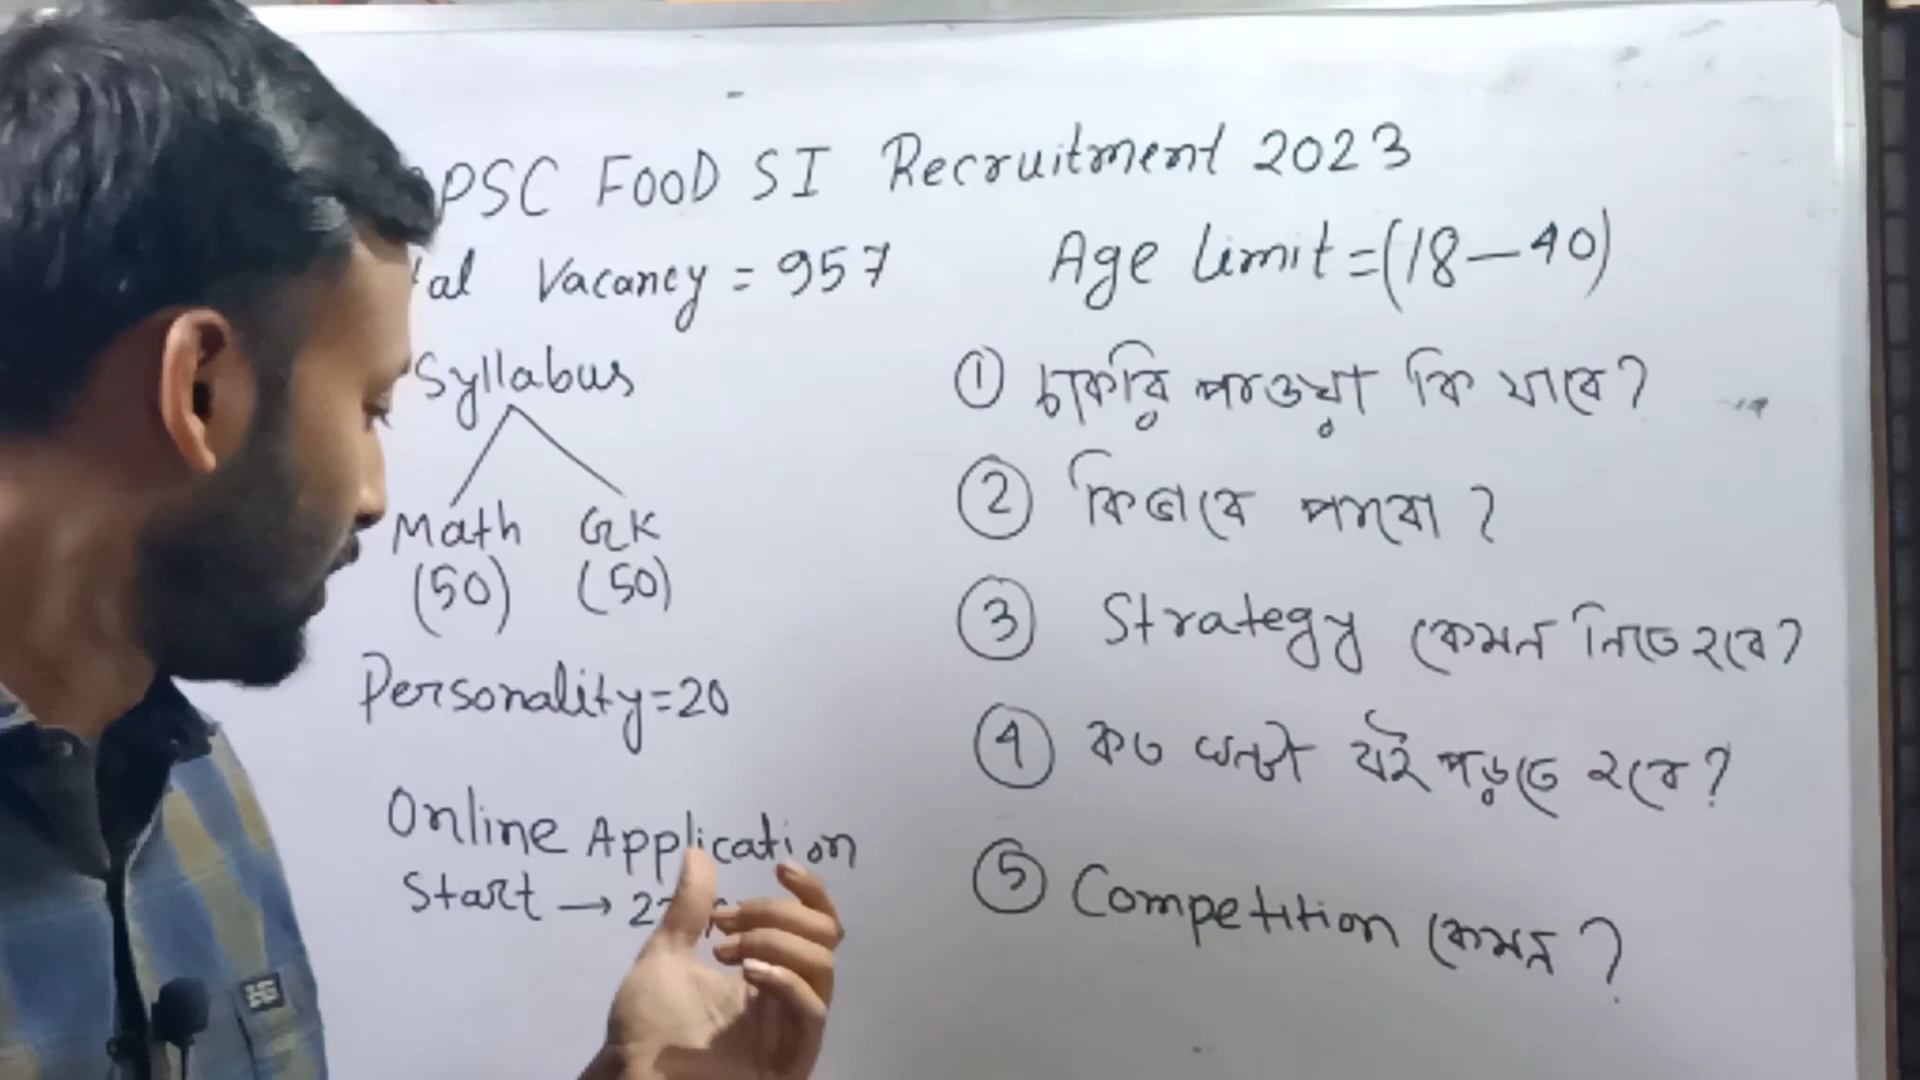 PSC FOOD SI Recruitment 2023
al Vacancy = 957
Age limit = (18-40)
Syllabus
Math GK
(50) (50)
Personality=20
Online Application
Start → 2
① চাকরি পাওয়া কি যাবে?
② কিভাবে পাবো?
③ Strategy কেমন নিতে হবে?
④ কত ঘন্টা বই পড়তে হবে?
⑤ Competition কেমন?